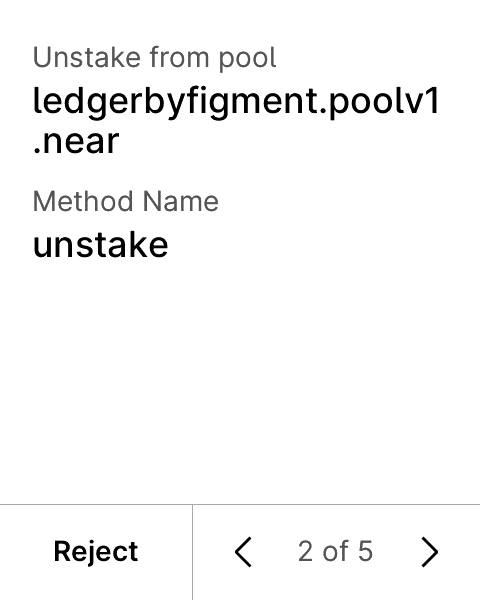 Unstake from pool
ledgerbyfigment.poolv1
.near
Method Name
unstake
Reject
2 of 5